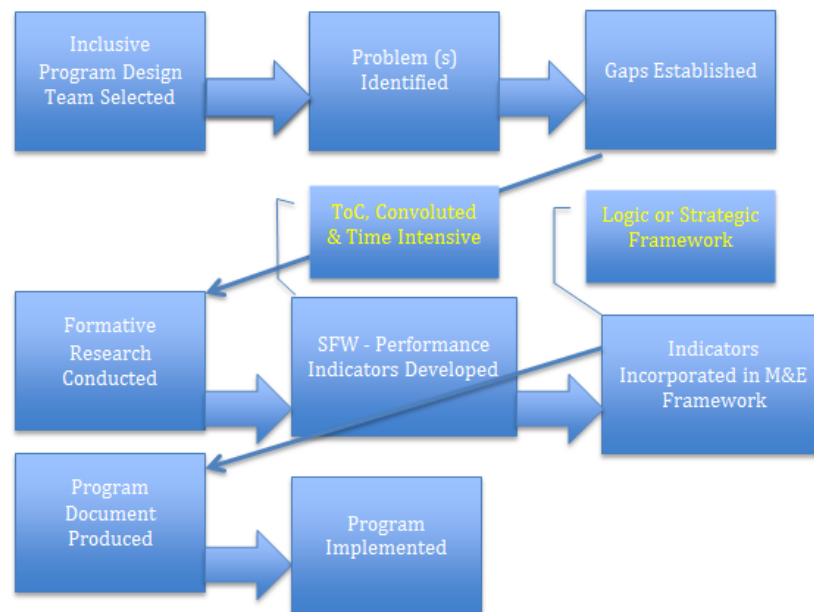 Inclusive
Program Design
Team Selected
Problem (s)
Identified
Gaps Established
ToC, Convoluted
& Time Intensive
Logic or Strategic
Framework
Formative
Research
Conducted
SFW - Performance
Indicators Developed
Indicators
Incorporated in M&E
Framework
Program
Document
Produced
Program
Implemented